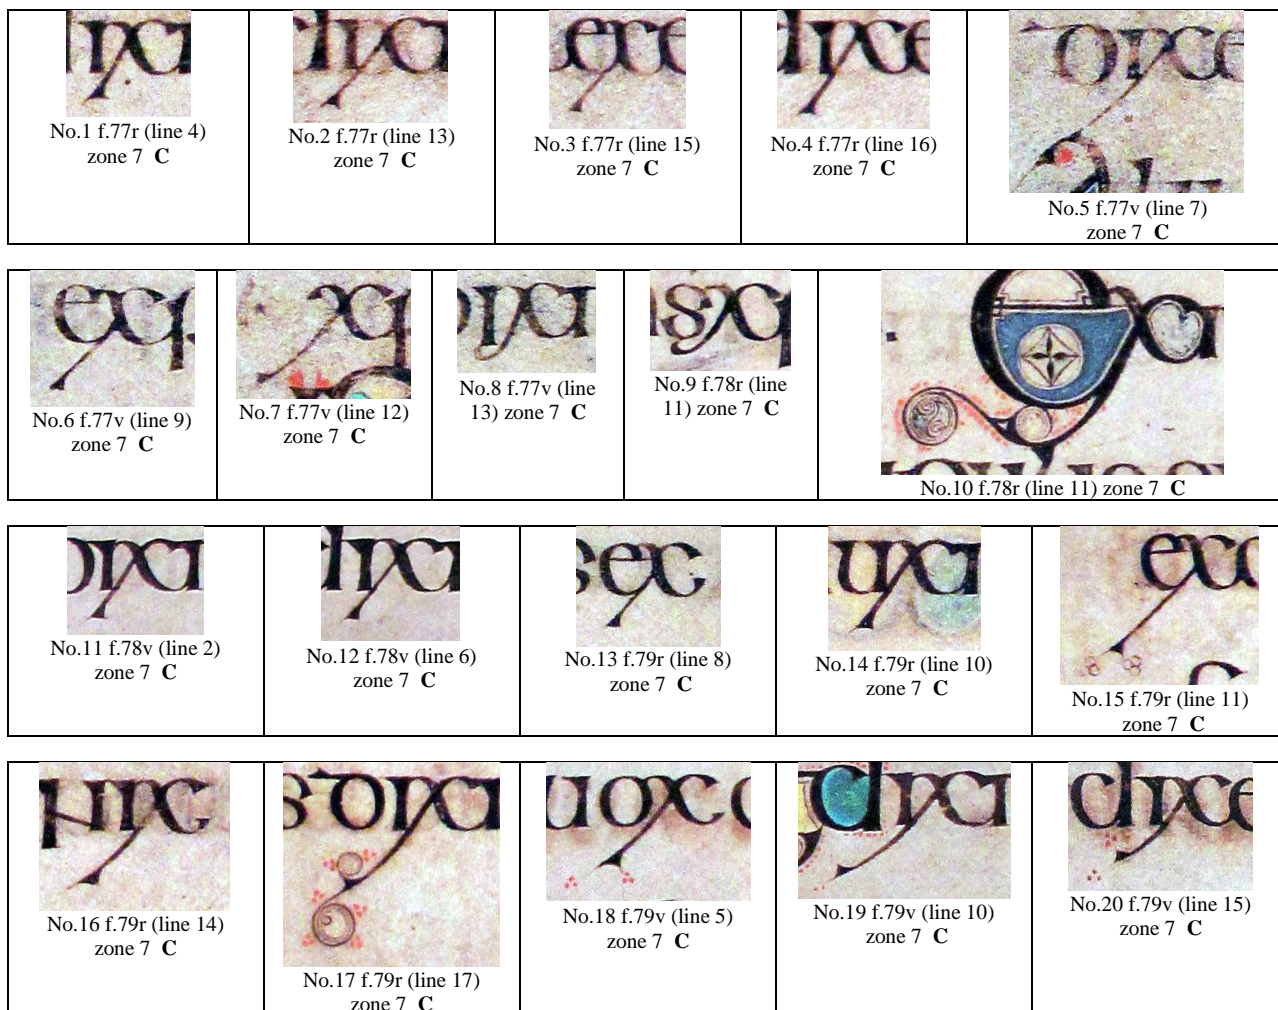 No.1 f.77r (line 4)
zone 7 C
No.2 f.77r (line 13)
zone 7 C
No.3 f.77r (line 15)
zone 7 C
No.4 f.77r (line 16)
zone 7 C
No.5 f.77v (line 7)
zone 7 C
No.6 f.77v (line 9)
zone 7 C
No.7 f.77v (line 12)
zone 7 C
No.8 f.77v (line
13) zone 7 C
No.9 f.78r (line
11) zone 7 C
No.10 f.78r (line 11) zone 7 C
No.11 f.78v (line 2)
zone 7 C
No.12 f.78v (line 6)
zone 7 C
No.13 f.79r (line 8)
zone 7 C
No.14 f.79r (line 10)
zone 7 C
No.15 f.79r (line 11)
zone 7 C
No.16 f.79r (line 14)
zone 7 C
No.17 f.79r (line 17)
zone 7 C
No.18 f.79v (line 5)
zone 7 C
No.19 f.79v (line 10)
zone 7 C
No.20 f.79v (line 15)
zone 7 C